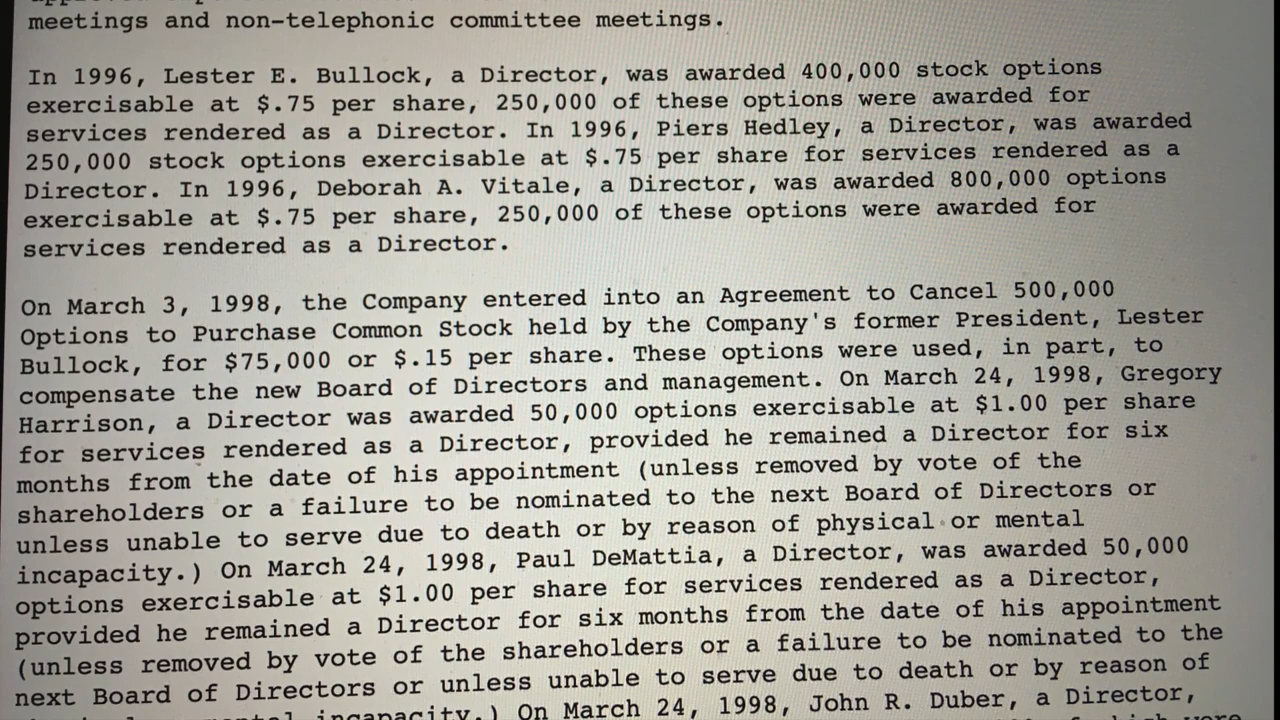 meetings and non-telephonic committee meetings.
In 1996, Lester E. Bullock, a Director, was awarded 400,000 stock options
exercisable at $.75 per share, 250,000 of these options were awarded for
services rendered as a Director. In 1996, Piers Hedley, a Director, was awarded
250,000 stock options exercisable at $.75 per share for services rendered as a
Director. In 1996, Deborah A. Vitale, a Director, was awarded 800,000 options
exercisable at $.75 per share, 250,000 of these options were awarded for
services rendered as a Director.
On March 3, 1998, the Company entered into an Agreement to Cancel 500,000
Options to Purchase Common Stock held by the Company's former President, Lester
Bullock, for $75,000 or $.15 per share. These options were used, in part, to
compensate the new Board of Directors and management. On March 24, 1998, Gregory
Harrison, a Director was awarded 50,000 options exercisable at $1.00 per share
for services rendered as a Director, provided he remained a Director for six
months from the date of his appointment (unless removed by vote of the
shareholders or a failure to be nominated to the next Board of Directors or
unless unable to serve due to death or by reason of physical or mental
incapacity.) On March 24, 1998, Paul DeMattia, a Director, was awarded 50,000
options exercisable at $1.00 per share for services rendered as a Director,
provided he remained a Director for six months from the date of his appointment
(unless removed by vote of the shareholders or a failure to be nominated to the
next Board of Directors or unless unable to serve due to death or by reason of
mental incapacity.) On March 24, 1998, John R. Duber, a Director,
of which were